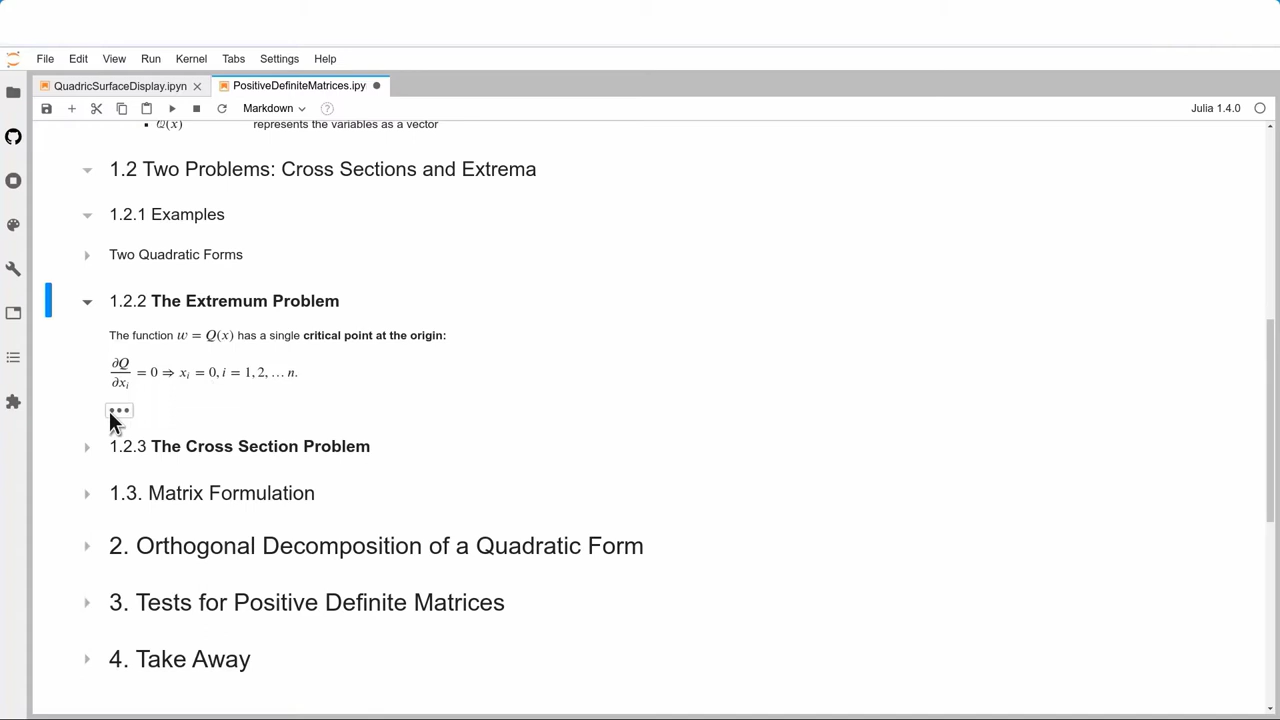 File Edit View Run Kernel Tabs Settings Help
QuadricSurfaceDisplay.ipyn PositiveDefiniteMatrices.ipy
Markdown Julia 1.4.0
Q(x) represents the variables as a vector
1.2 Two Problems: Cross Sections and Extrema
1.2.1 Examples
Two Quadratic Forms
1.2.2 The Extremum Problem
The function w = Q(x) has a single critical point at the origin:
∂Q/∂xᵢ = 0 ⇒ xᵢ = 0, i = 1, 2, … n.
1.2.3 The Cross Section Problem
1.3. Matrix Formulation
2. Orthogonal Decomposition of a Quadratic Form
3. Tests for Positive Definite Matrices
4. Take Away